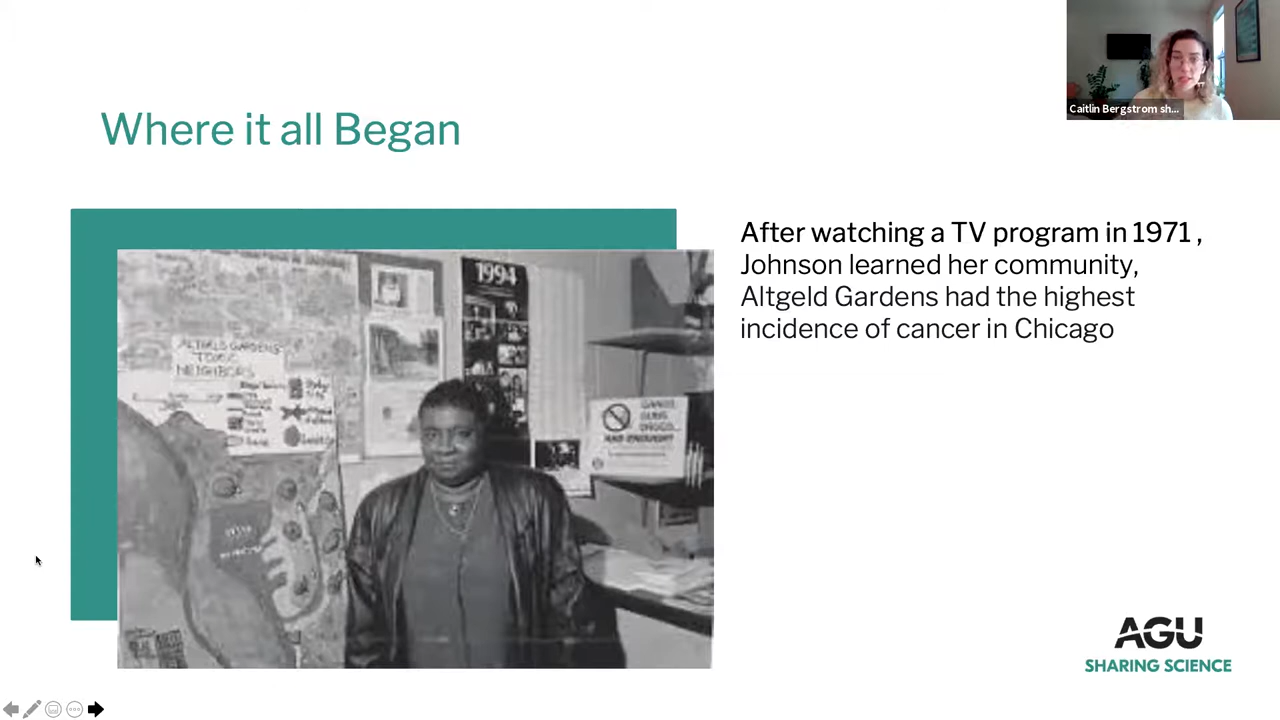 Caitlin Bergstrom sh...
Where it all Began
After watching a TV program in 1971 ,
Johnson learned her community,
Altgeld Gardens had the highest
incidence of cancer in Chicago
1994
ALTGELD GARDENS
TOXIC
NEIGHBORS
AGU
SHARING SCIENCE